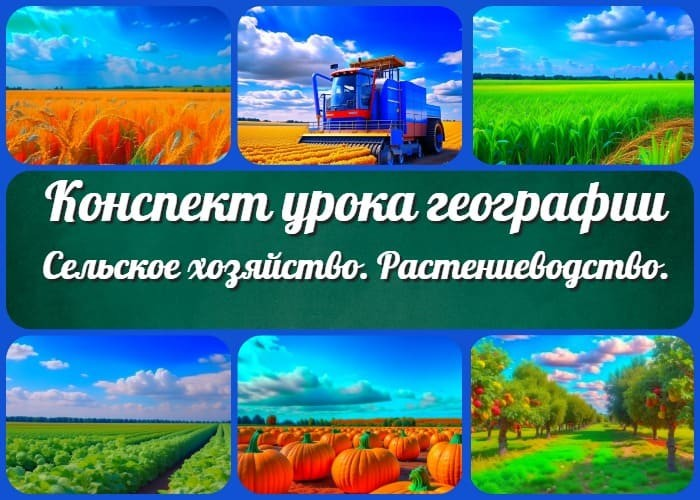 Конспект урока географии
Сельское хозяйство. Растениеводство.